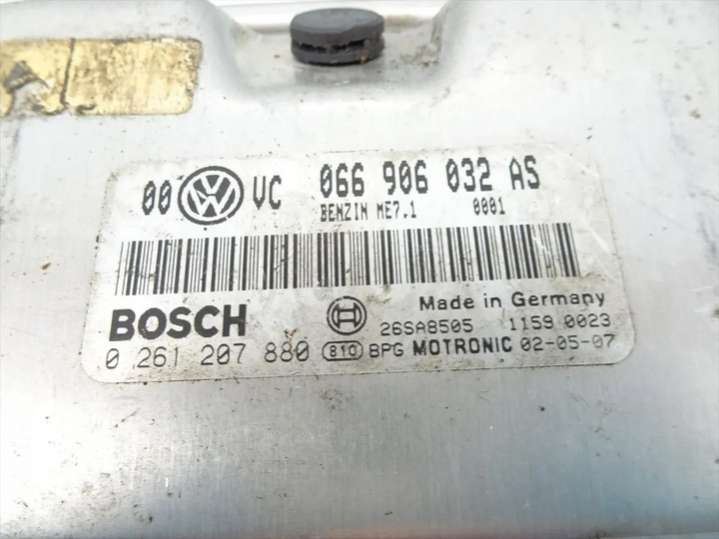 00 VW VC 066 906 032 AS
BENZIN ME7.1 0001
BOSCH Made in Germany
26SA8505 1159 0023
0 261 207 880 810 BPG MOTRONIC 02-05-07